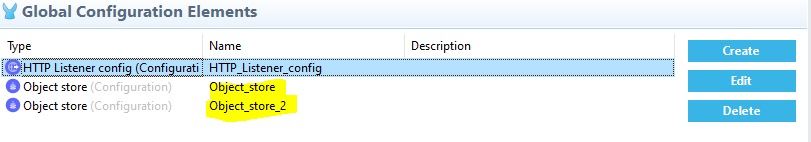 Global Configuration Elements
Type Name Description
HTTP Listener config (Configurati HTTP_Listener_config
Object store (Configuration) Object_store
Object store (Configuration) Object_store_2
Create
Edit
Delete